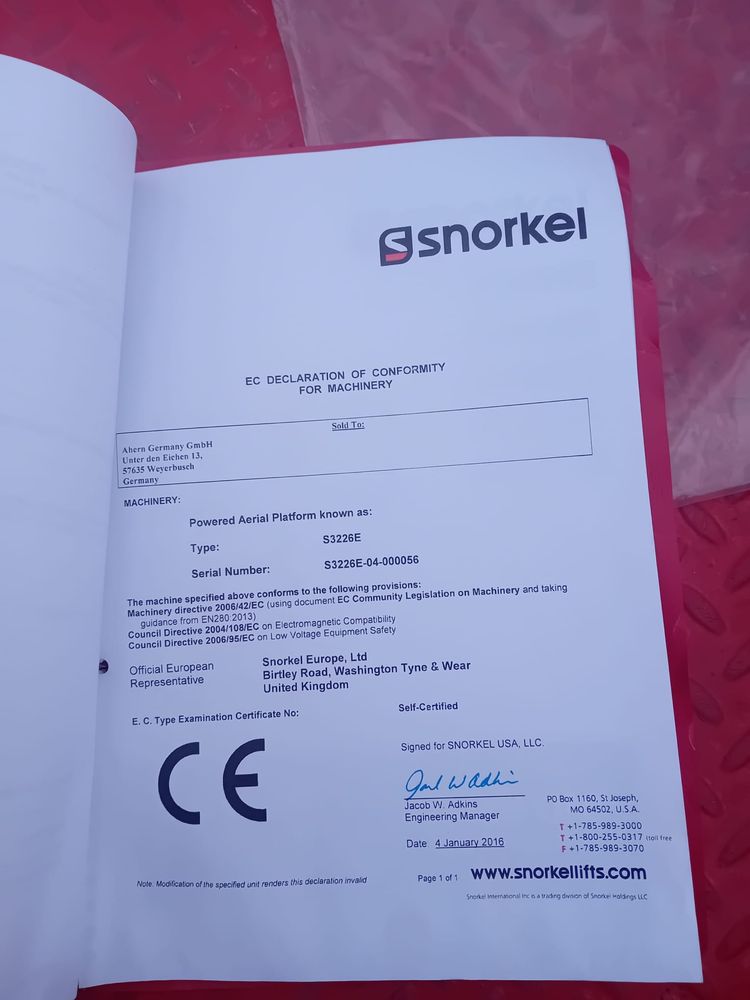 snorkel
EC DECLARATION OF CONFORMITY
FOR MACHINERY
Sold To:
Ahern Germany GmbH
Unter den Eichen 13,
57635 Weyerbusch
Germany
MACHINERY:
Powered Aerial Platform known as:
Type: S3226E
Serial Number: S3226E-04-000056
The machine specified above conforms to the following provisions:
Machinery directive 2006/42/EC (using document EC Community Legislation on Machinery and taking
guidance from EN280:2013)
Council Directive 2004/108/EC on Electromagnetic Compatibility
Council Directive 2006/95/EC on Low Voltage Equipment Safety
Official European Representative
Snorkel Europe, Ltd
Birtley Road, Washington Tyne & Wear
United Kingdom
E. C. Type Examination Certificate No: Self-Certified
CE
Signed for SNORKEL USA, LLC.
Jacob W. Adkins
Engineering Manager
Date 4 January 2016
PO Box 1160, St Joseph,
MO 64502, U.S.A.
T +1-785-989-3000
T +1-800-255-0317 (toll free
F +1-785-989-3070
Note: Modification of the specified unit renders this declaration invalid
Page 1 of 1
www.snorkellifts.com
Snorkel International Inc is a trading division of Snorkel Holdings LLC